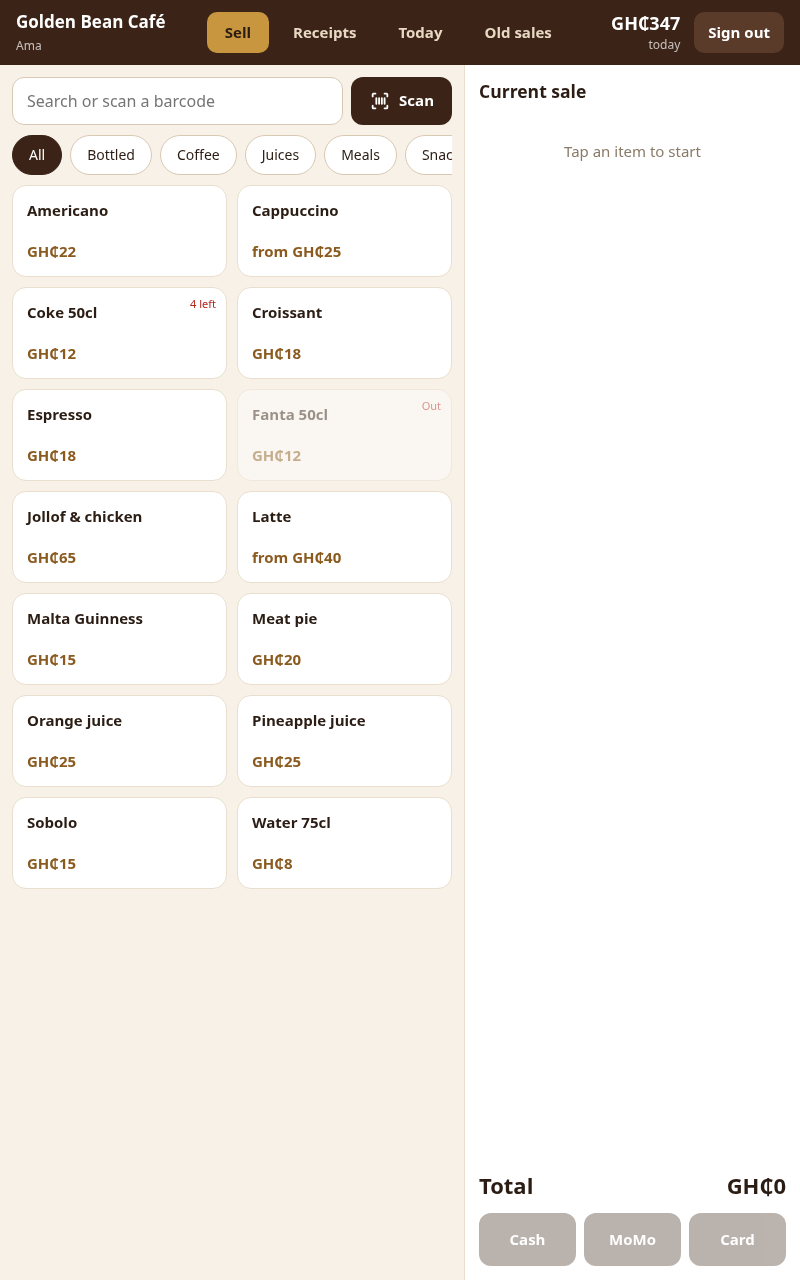 Golden Bean Café
Ama
Sell
Receipts
Today
Old sales
GH₵347
today
Sign out
Search or scan a barcode
Scan
All
Bottled
Coffee
Juices
Meals
Snac
Americano
GH₵22
Cappuccino
from GH₵25
Coke 50cl
4 left
GH₵12
Croissant
GH₵18
Espresso
GH₵18
Fanta 50cl
Out
GH₵12
Jollof & chicken
GH₵65
Latte
from GH₵40
Malta Guinness
GH₵15
Meat pie
GH₵20
Orange juice
GH₵25
Pineapple juice
GH₵25
Sobolo
GH₵15
Water 75cl
GH₵8
Current sale
Tap an item to start
Total
GH₵0
Cash
MoMo
Card